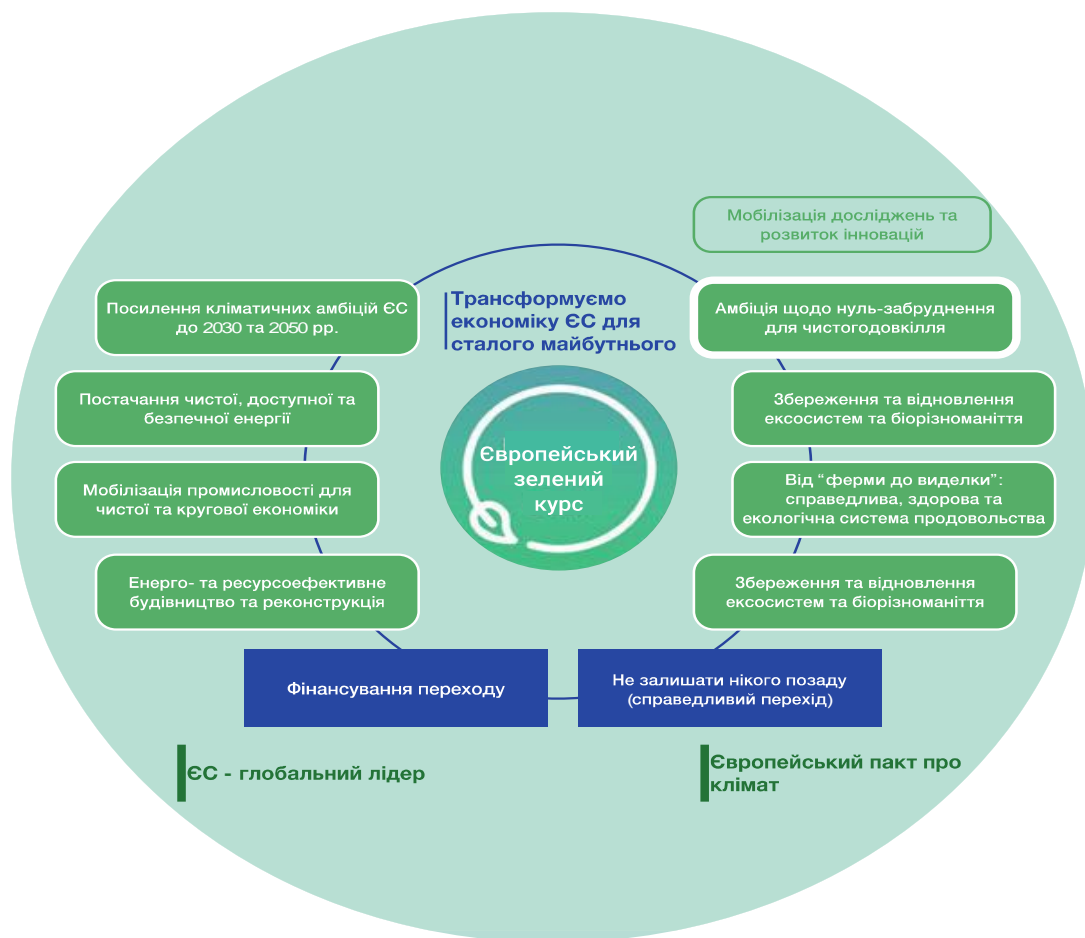 Мобілізація досліджень та
розвиток інновацій
Посилення кліматичних амбіцій ЄС
до 2030 та 2050 рр.
Трансформуємо
економіку ЄС для
сталого майбутнього
Амбіція щодо нуль-забруднення
для чистогодовкілля
Постачання чистої, доступної та
безпечної енергії
Збереження та відновлення
ексосистем та біорізноманіття
Європейський
зелений
курс
Мобілізація промисловості для
чистої та кругової економіки
Від “ферми до виделки”:
справедлива, здорова та
екологічна система продовольства
Енерго- та ресурсоефективне
будівництво та реконструкція
Збереження та відновлення
ексосистем та біорізноманіття
Фінансування переходу
Не залишати нікого позаду
(справедливий перехід)
ЄС - глобальний лідер
Європейський пакт про
клімат